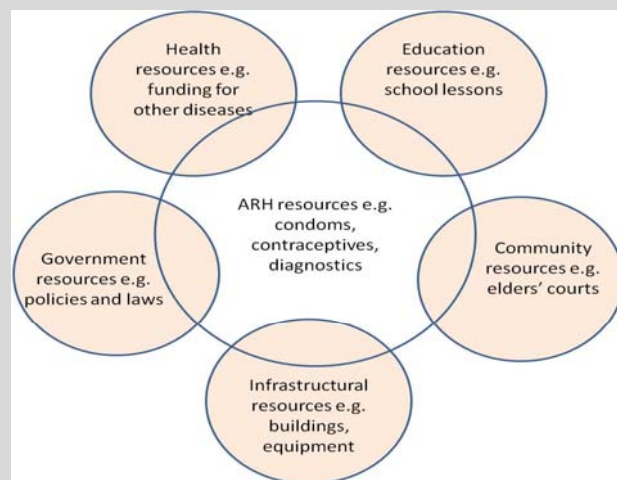 Health
resources e.g.
funding for
other diseases
Education
resources e.g.
school lessons
ARH resources e.g.
condoms,
contraceptives,
diagnostics
Government
resources e.g.
policies and laws
Community
resources e.g.
elders' courts
Infrastructural
resources e.g.
buildings,
equipment